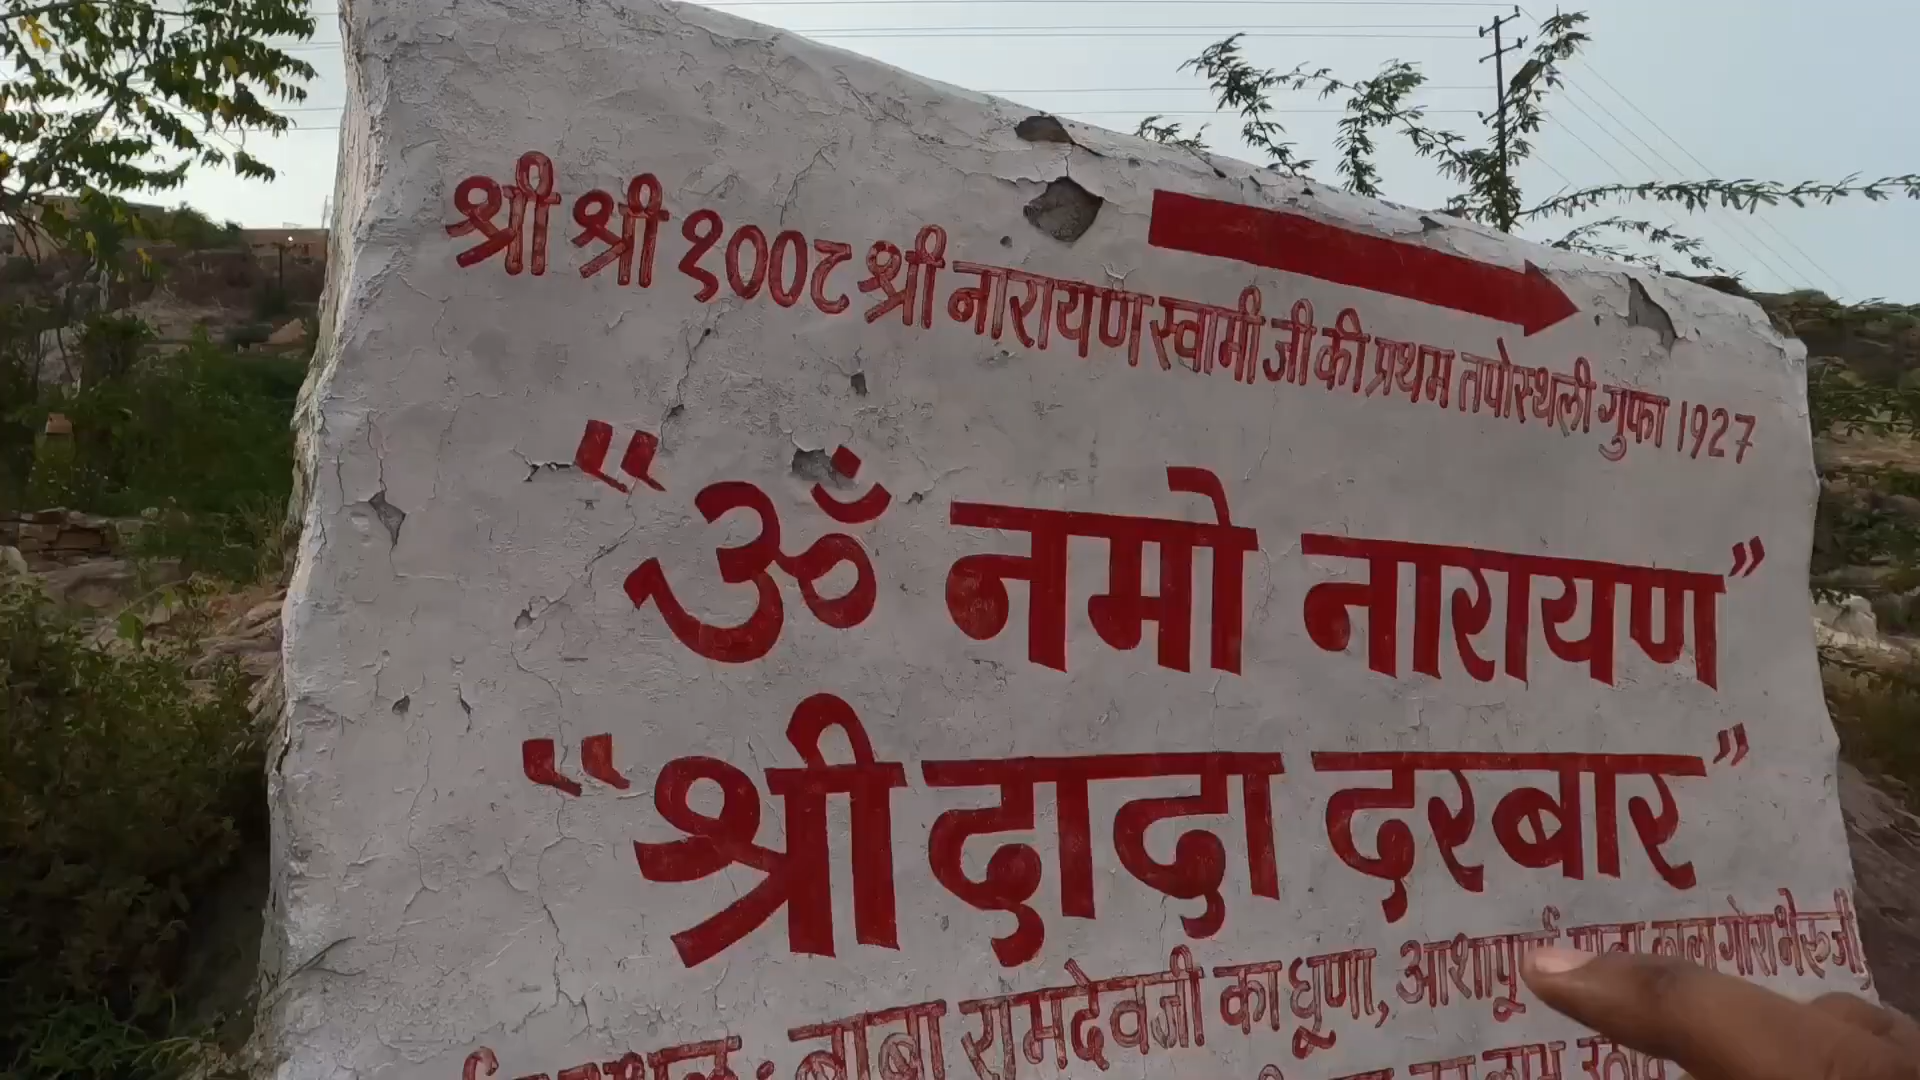 श्री श्री १००८ श्री नारायण स्वामी जी की प्रथम तपोस्थली गुफा 1927
“ॐ नमो नारायण”
“श्री दादा दरबार”
बाबा रामदेवजी का धूणा, आशापूर्णा माता काला गोरा भैरूजी